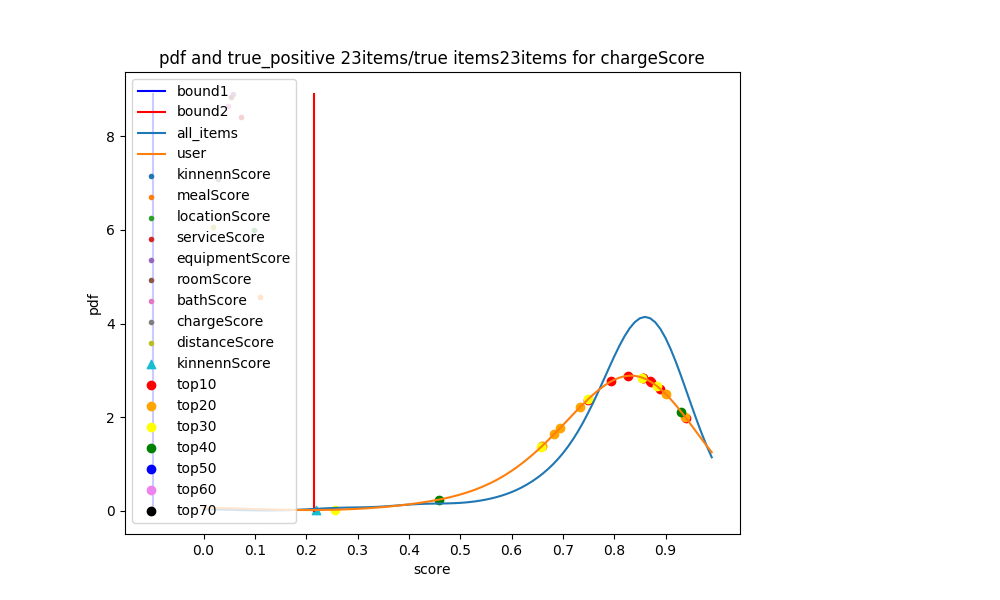 pdf and true_positive 23items/true items23items for chargeScore
bound1
bound2
all_items
user
kinnennScore
mealScore
locationScore
serviceScore
equipmentScore
roomScore
bathScore
chargeScore
distanceScore
kinnennScore
top10
top20
top30
top40
top50
top60
top70
pdf
8
6
4
2
0
0.0 0.1 0.2 0.3 0.4 0.5 0.6 0.7 0.8 0.9
score